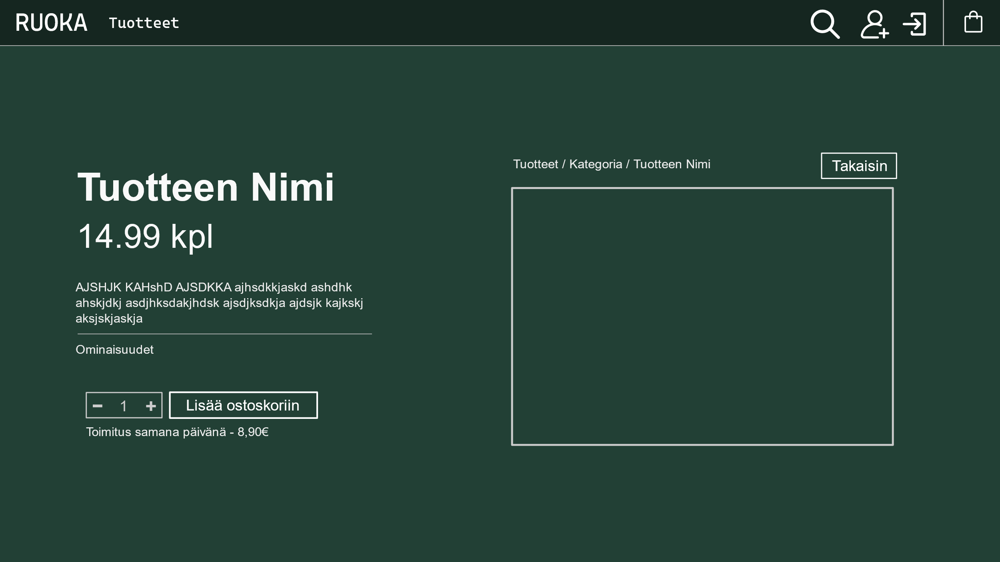 RUOKA Tuotteet
Tuotteen Nimi
14.99 kpl
AJSHJK KAHshD AJSDKKA ajhsdkkjaskd ashdhk
ahskjdkj asdjhksdakjhdsk ajsdjksdkja ajdsjk kajkskj
aksjskjaskja
Ominaisuudet
1
Lisää ostoskoriin
Toimitus samana päivänä - 8,90€
Tuotteet / Kategoria / Tuotteen Nimi
Takaisin